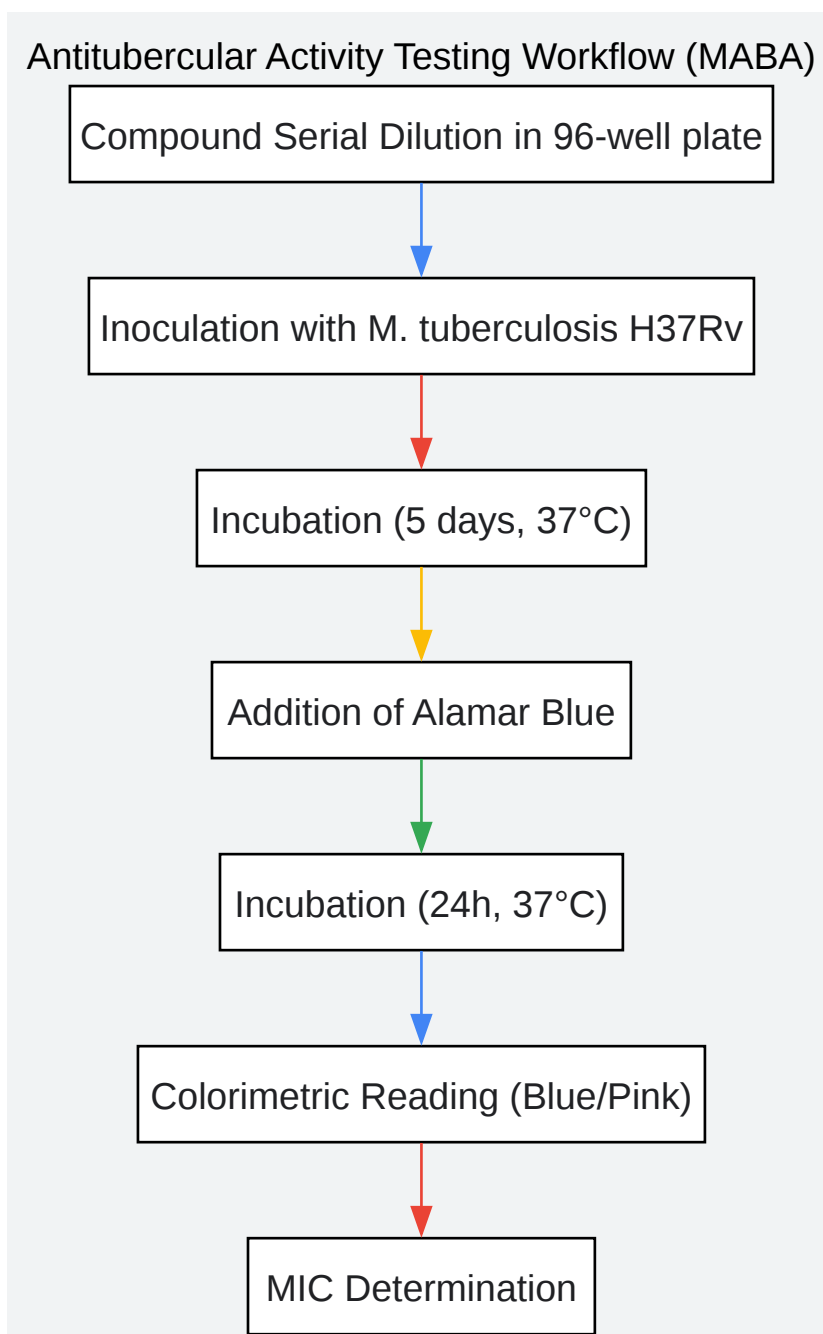 Antitubercular Activity Testing Workflow (MABA)
Compound Serial Dilution in 96-well plate
Inoculation with M. tuberculosis H37Rv
Incubation (5 days, 37°C)
Addition of Alamar Blue
Incubation (24h, 37°C)
Colorimetric Reading (Blue/Pink)
MIC Determination